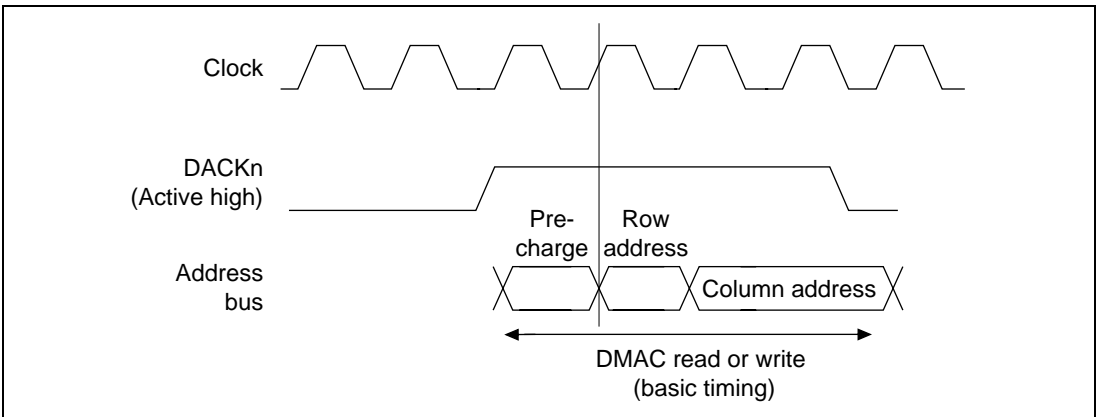 Clock
DACKn
(Active high)
Pre-
charge
Row
address
Address
bus
Column address
DMAC read or write
(basic timing)